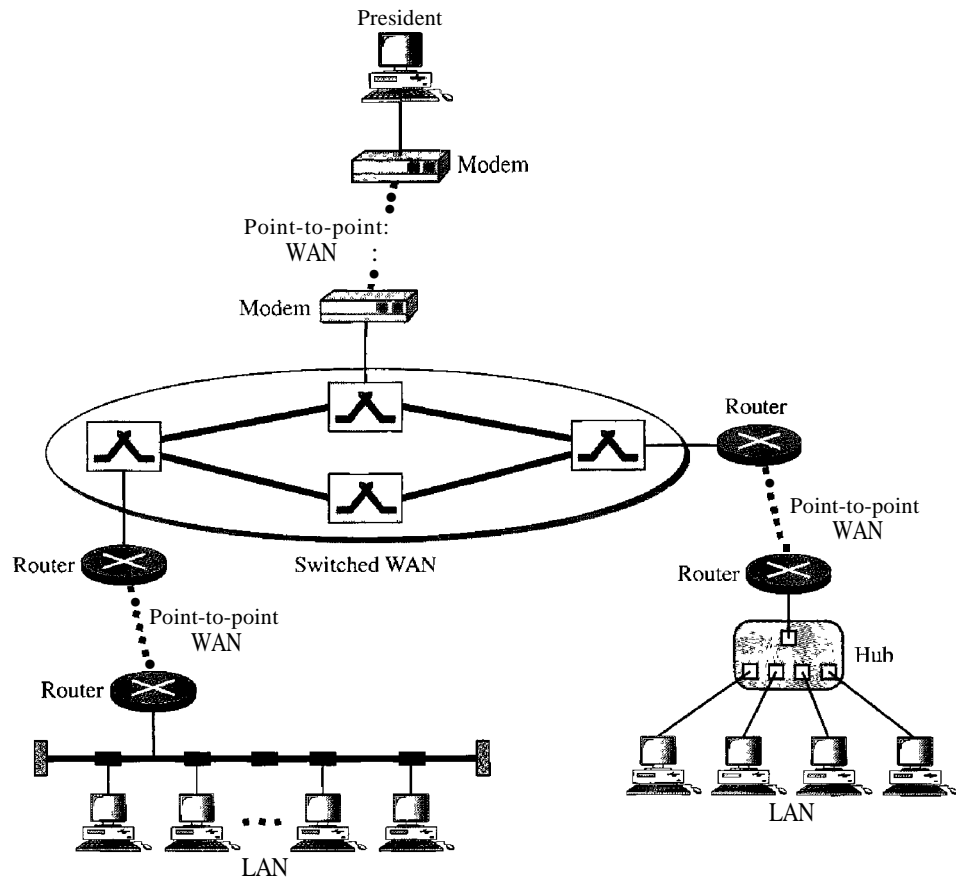 President
Modem
Point-to-point:
WAN
Modem
Router
Switched WAN
Point-to-point
WAN
Router
Router
Point-to-point
WAN
Hub
Router
LAN
LAN